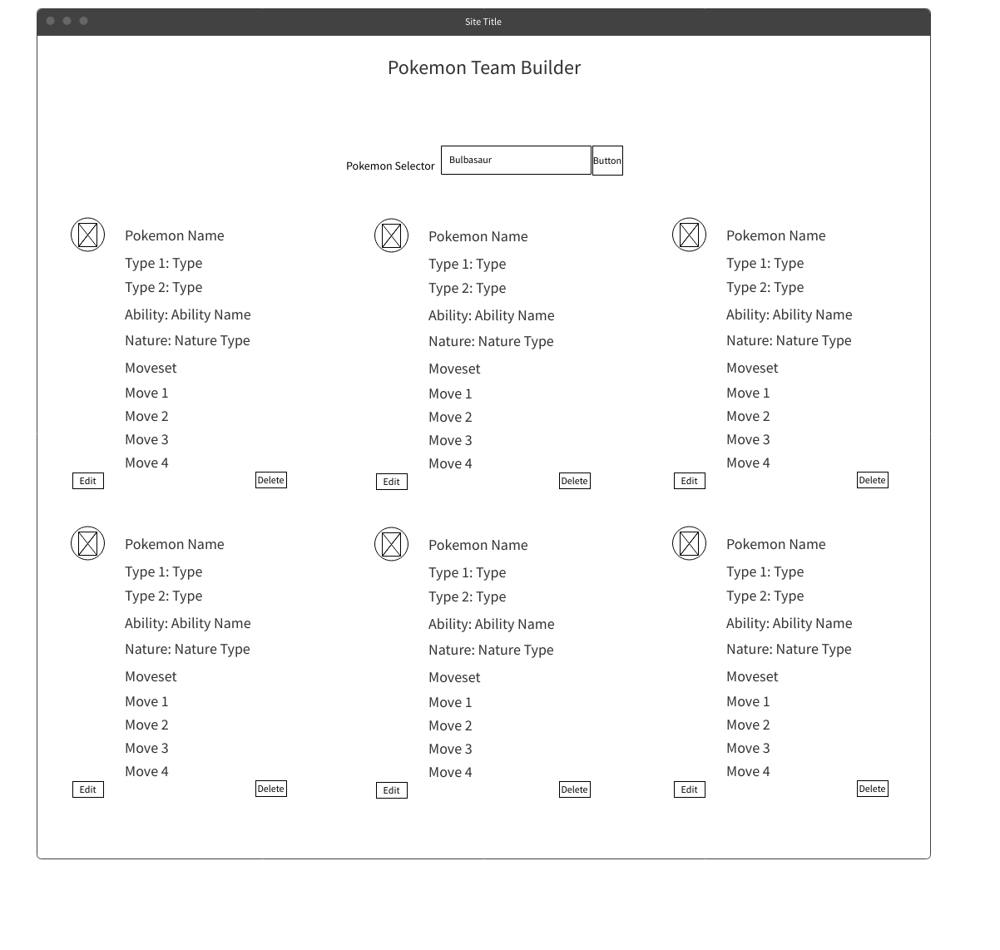 Site Title
Pokemon Team Builder
Pokemon Selector
Bulbasaur
Button
Pokemon Name
Type 1: Type
Type 2: Type
Ability: Ability Name
Nature: Nature Type
Moveset
Move 1
Move 2
Move 3
Move 4
Edit
Delete
Pokemon Name
Type 1: Type
Type 2: Type
Ability: Ability Name
Nature: Nature Type
Moveset
Move 1
Move 2
Move 3
Move 4
Edit
Delete
Pokemon Name
Type 1: Type
Type 2: Type
Ability: Ability Name
Nature: Nature Type
Moveset
Move 1
Move 2
Move 3
Move 4
Edit
Delete
Pokemon Name
Type 1: Type
Type 2: Type
Ability: Ability Name
Nature: Nature Type
Moveset
Move 1
Move 2
Move 3
Move 4
Edit
Delete
Pokemon Name
Type 1: Type
Type 2: Type
Ability: Ability Name
Nature: Nature Type
Moveset
Move 1
Move 2
Move 3
Move 4
Edit
Delete
Pokemon Name
Type 1: Type
Type 2: Type
Ability: Ability Name
Nature: Nature Type
Moveset
Move 1
Move 2
Move 3
Move 4
Edit
Delete